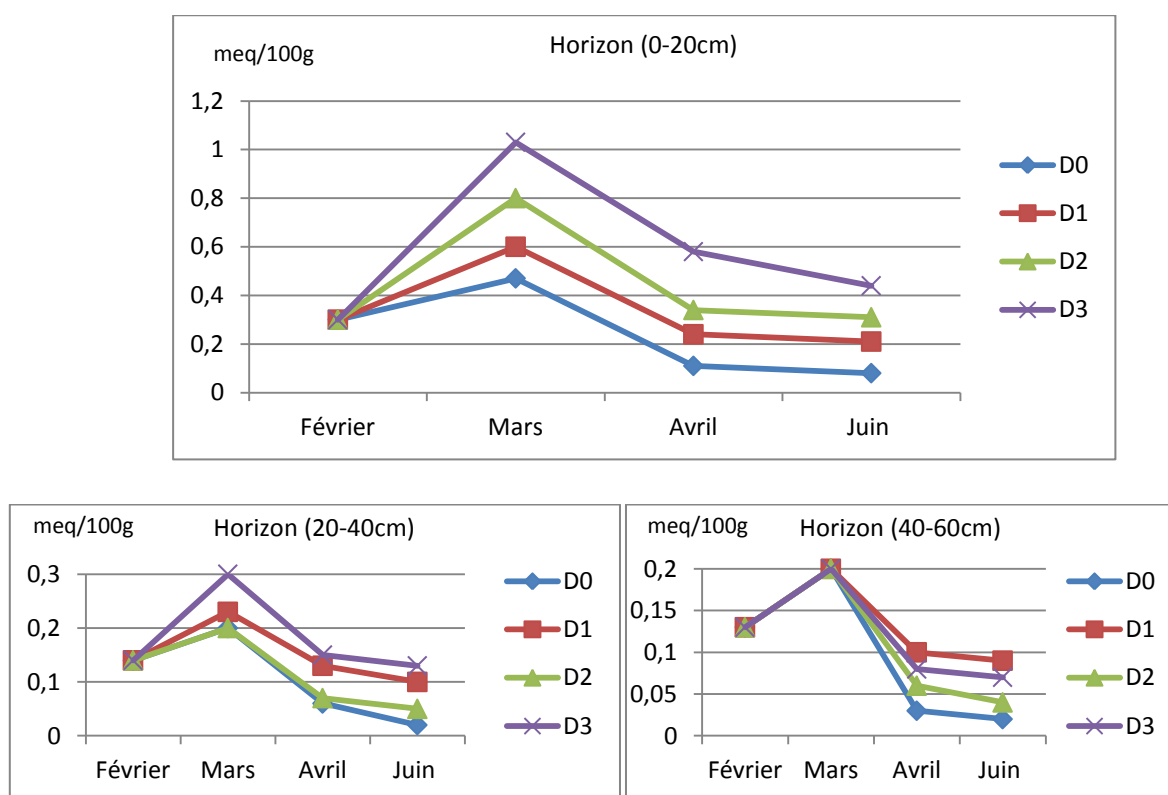 meq/100g
Horizon (0-20cm)
1,2
1
0,8
0,6
0,4
0,2
0
Février Mars Avril Juin
D0
D1
D2
D3
meq/100g
Horizon (20-40cm)
0,3
0,2
0,1
0
Février Mars Avril Juin
D0
D1
D2
D3
meq/100g
Horizon (40-60cm)
0,2
0,15
0,1
0,05
0
Février Mars Avril Juin
D0
D1
D2
D3